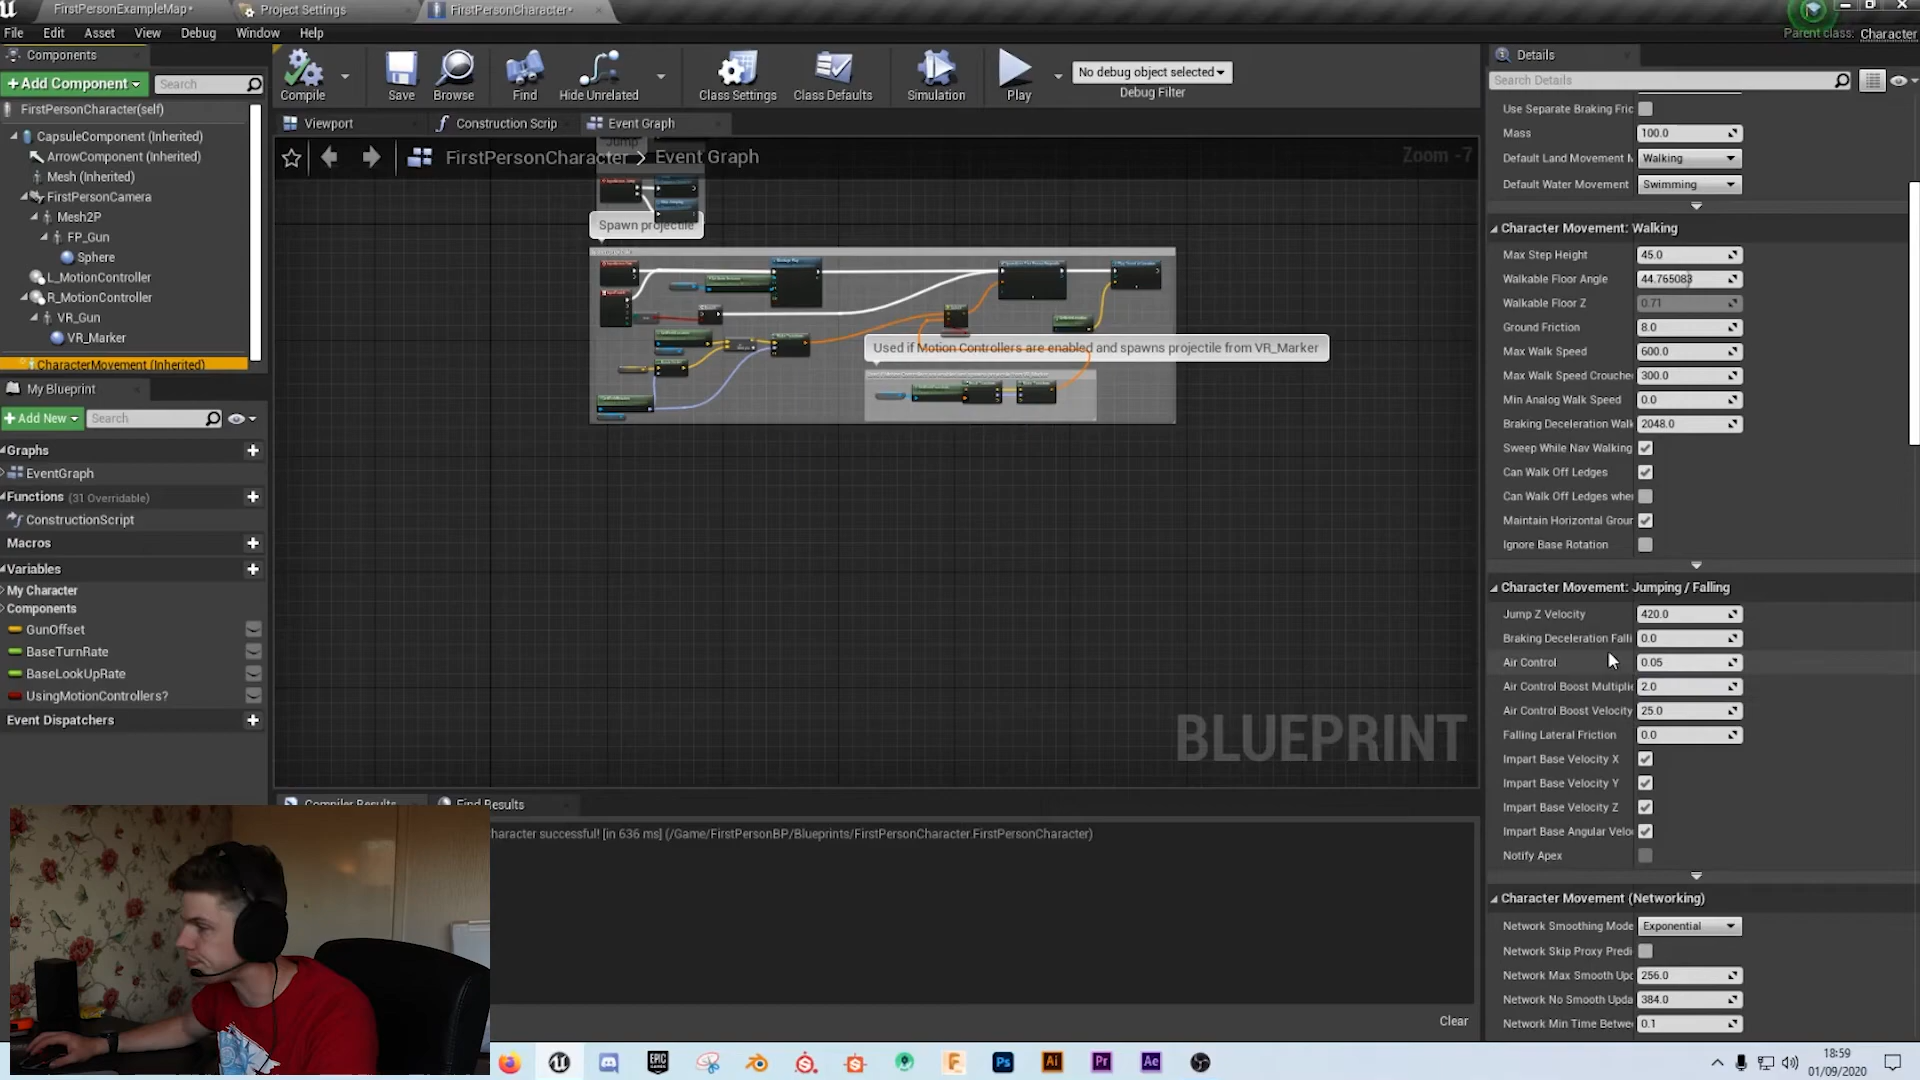 FirstPersonExampleMap*
Project Settings
FirstPersonCharacter*
File Edit Asset View Window Debug Help
Parent class: Character
Components
+Add Component
Search
FirstPersonCharacter(self)
CapsuleComponent (Inherited)
ArrowComponent (Inherited)
Mesh (Inherited)
FirstPersonCamera
Mesh2P
FP_Gun
Sphere
L_MotionController
R_MotionController
VR_Gun
VR_Marker
CharacterMovement (Inherited)
My Blueprint
+Add New
Search
Graphs
EventGraph
Functions (31 Overridable)
ConstructionScript
Macros
Variables
My Character
Components
GunOffset
BaseTurnRate
BaseLookUpRate
UsingMotionControllers?
Event Dispatchers
Compile
Save
Browse
Find
Hide Unrelated
Class Settings
Class Defaults
Simulation
Play
No debug object selected
Debug Filter
Viewport
Construction Scrip
Event Graph
FirstPersonCharacter > Event Graph
Zoom -7
Jump
Spawn projectile
Used if Motion Controllers are enabled and spawns projectile from VR_Marker
BLUEPRINT
Compiler Results
Find Results
haracter successful! [in 636 ms] (/Game/FirstPersonBP/Blueprints/FirstPersonCharacter.FirstPersonCharacter)
Clear
Details
Search Details
Use Separate Braking Fric
Mass 100.0
Default Land Movement M Walking
Default Water Movement Swimming
Character Movement: Walking
Max Step Height 45.0
Walkable Floor Angle 44.765083
Walkable Floor Z 0.71
Ground Friction 8.0
Max Walk Speed 600.0
Max Walk Speed Crouche 300.0
Min Analog Walk Speed 0.0
Braking Deceleration Walk 2048.0
Sweep While Nav Walking
Can Walk Off Ledges
Can Walk Off Ledges whe
Maintain Horizontal Groun
Ignore Base Rotation
Character Movement: Jumping / Falling
Jump Z Velocity 420.0
Braking Deceleration Falli 0.0
Air Control 0.05
Air Control Boost Multiplie 2.0
Air Control Boost Velocity 25.0
Falling Lateral Friction 0.0
Impart Base Velocity X
Impart Base Velocity Y
Impart Base Velocity Z
Impart Base Angular Velo
Notify Apex
Character Movement (Networking)
Network Smoothing Mode Exponential
Network Skip Proxy Predi
Network Max Smooth Upd 256.0
Network No Smooth Upda 384.0
Network Min Time Betwe 0.1
EPIC GAMES
Ps
Ai
Pr
Ae
18:59
01/09/2020